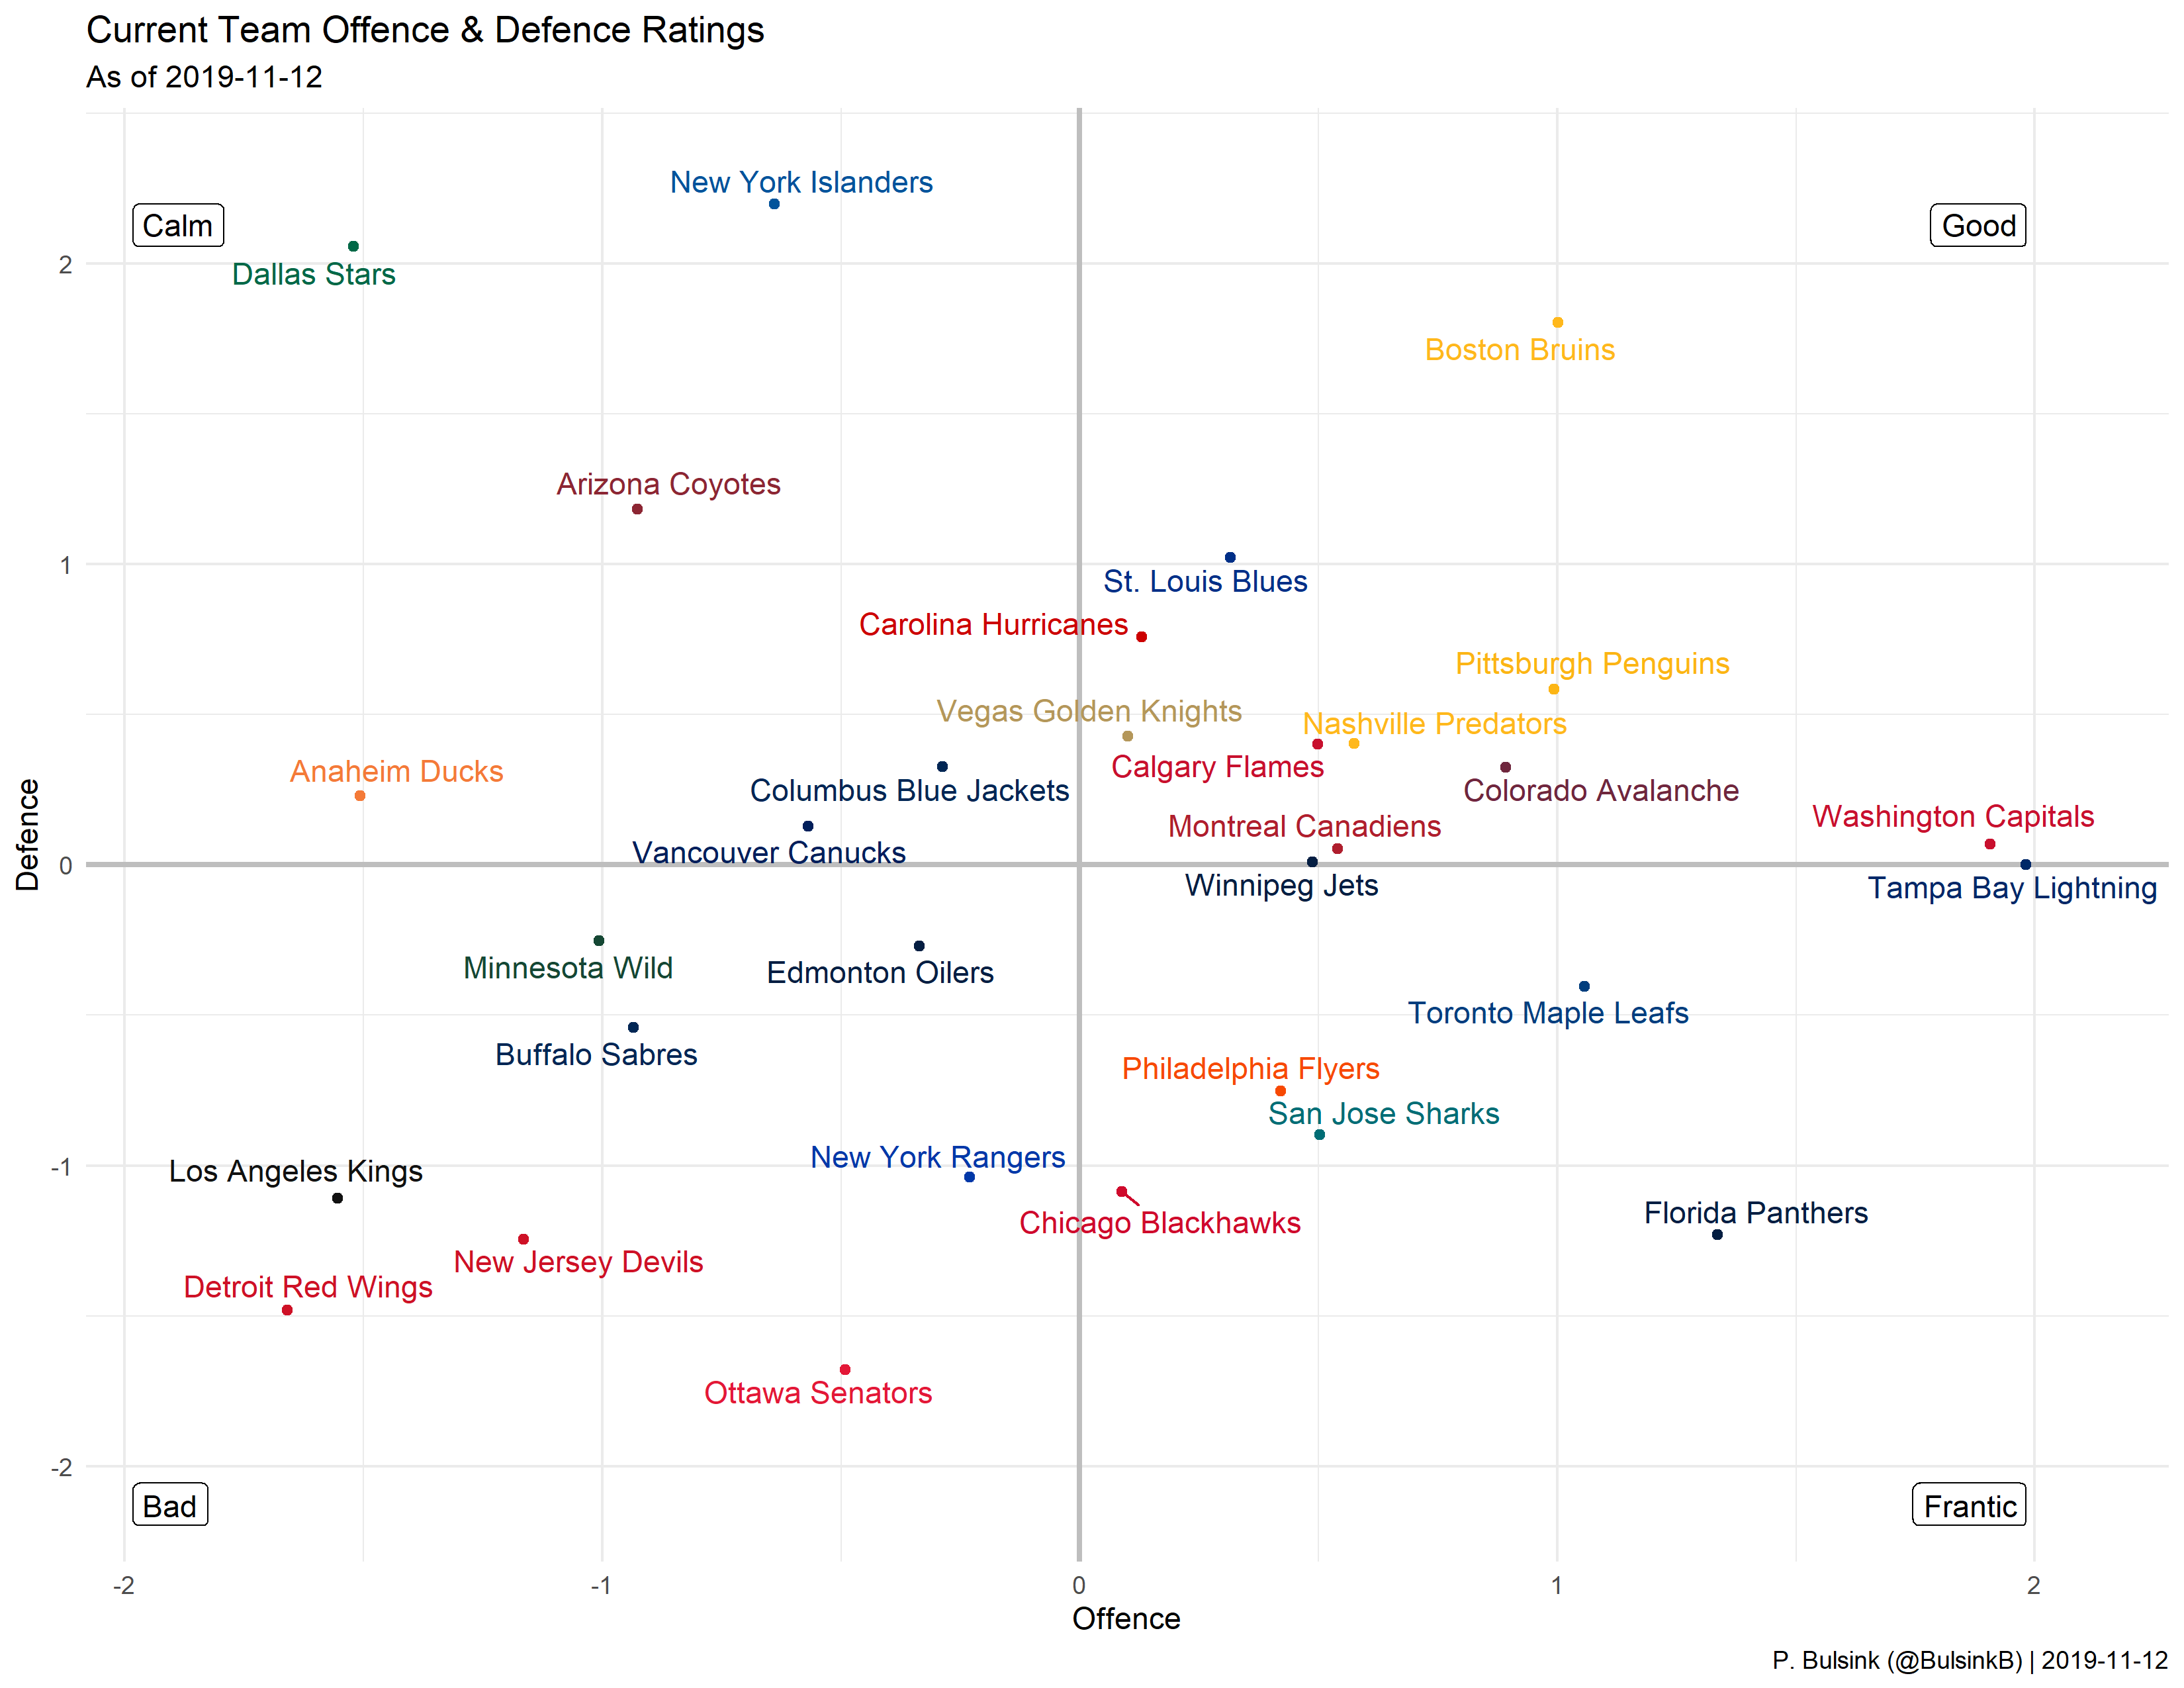 Current Team Offence & Defence Ratings
As of 2019-11-12
New York Islanders
Calm
Good
2
Dallas Stars
Boston Bruins
Arizona Coyotes
1
St. Louis Blues
Carolina Hurricanes
Pittsburgh Penguins
Vegas Golden Knights
Nashville Predators
Calgary Flames
Anaheim Ducks
Columbus Blue Jackets
Colorado Avalanche
Washington Capitals
Montreal Canadiens
Defence
Vancouver Canucks
0
Winnipeg Jets
Tampa Bay Lightning
Minnesota Wild
Edmonton Oilers
Toronto Maple Leafs
Buffalo Sabres
Philadelphia Flyers
San Jose Sharks
New York Rangers
-1
Los Angeles Kings
Florida Panthers
Chicago Blackhawks
New Jersey Devils
Detroit Red Wings
Ottawa Senators
-2
Bad
Frantic
-2
-1
0
1
2
Offence
P. Bulsink (@BulsinkB) | 2019-11-12